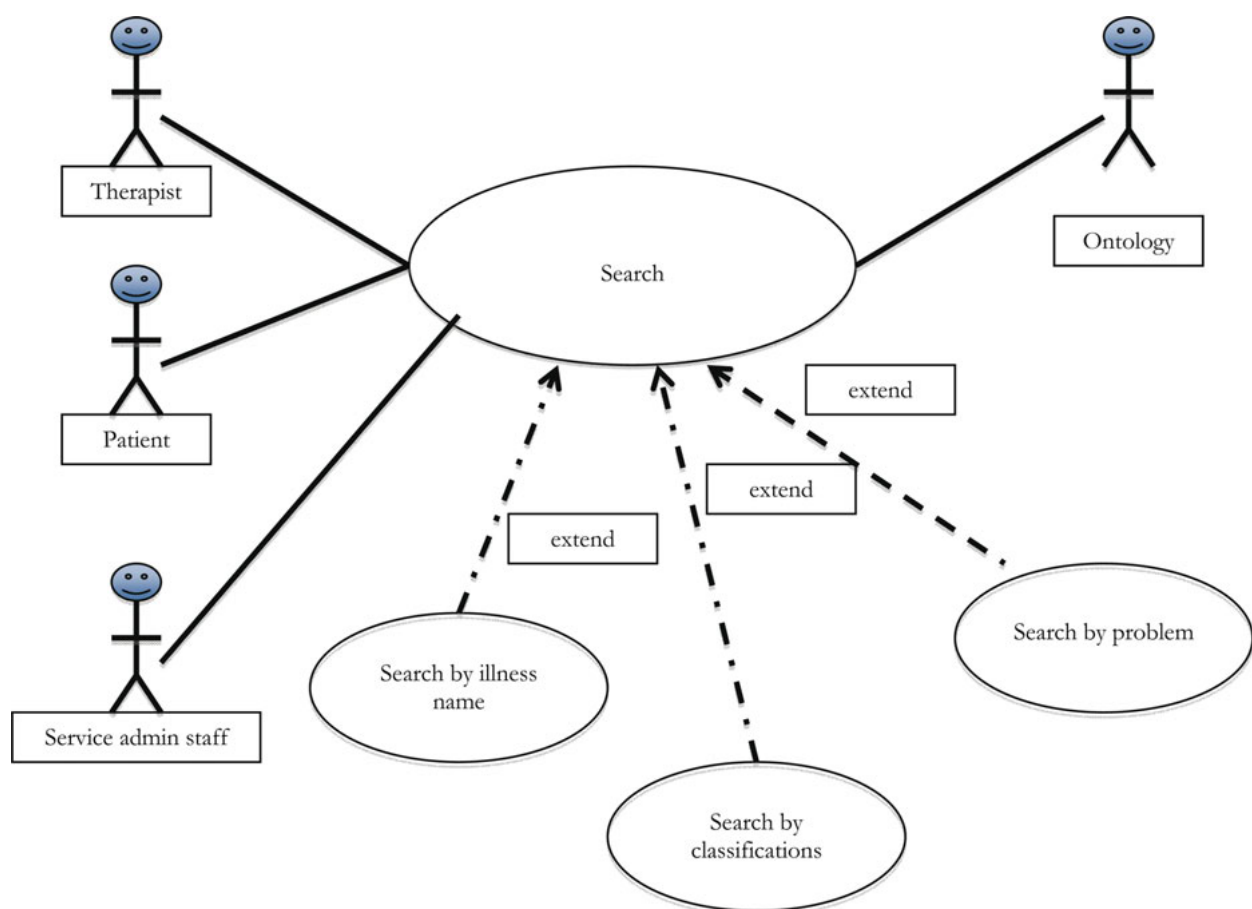 Therapist
Ontology
Search
Patient
extend
extend
extend
Search by problem
Search by illness
name
Service admin staff
Search by
classifications